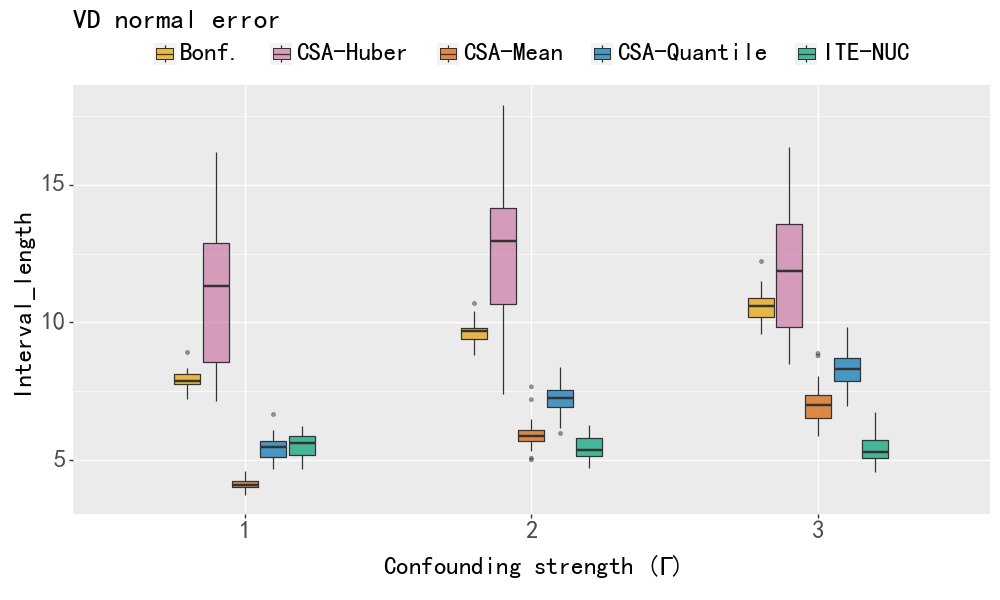 VD normal error
Bonf. CSA-Huber CSA-Mean CSA-Quantile ITE-NUC
Interval_length
15
10
5
1 2 3
Confounding strength (Γ)